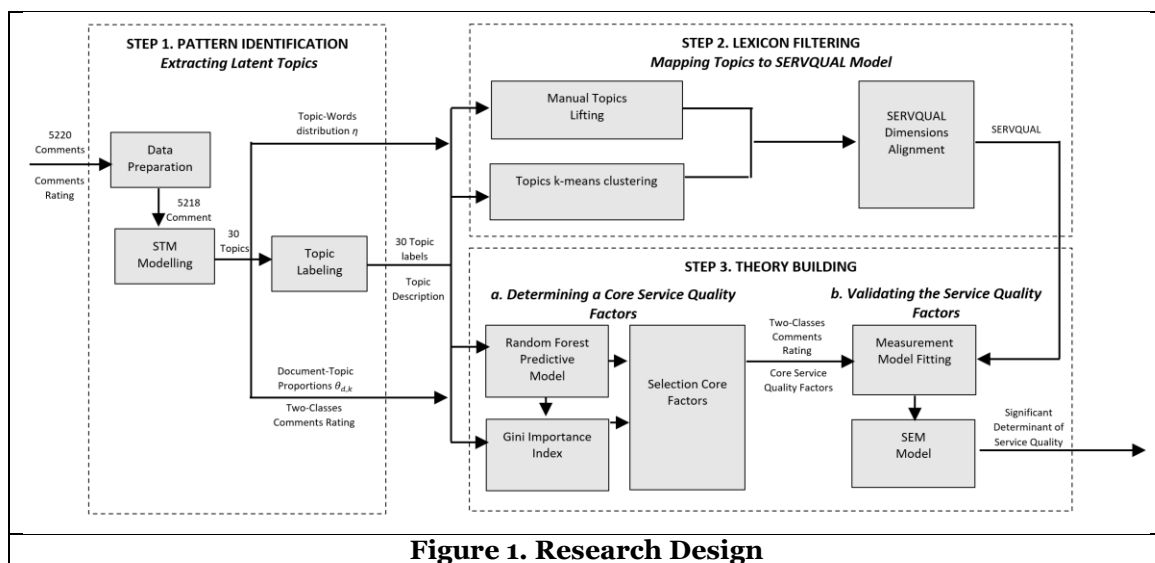 STEP 1. PATTERN IDENTIFICATION
Extracting Latent Topics
5220
Comments
Comments
Rating
Data
Preparation
5218
Comment
STM
Modelling
30
Topics
Topic-Words
distribution η
Topic
Labeling
30 Topic
labels
Topic
Description
Document-Topic
Proportions θd,k
Two-Classes
Comments Rating
STEP 2. LEXICON FILTERING
Mapping Topics to SERVQUAL Model
Manual Topics
Lifting
Topics k-means clustering
SERVQUAL
Dimensions
Alignment
SERVQUAL
STEP 3. THEORY BUILDING
a. Determining a Core Service Quality
Factors
Random Forest
Predictive
Model
Gini Importance
Index
Selection Core
Factors
Two-Classes
Comments
Rating
Core Service
Quality Factors
b. Validating the Service Quality
Factors
Measurement
Model Fitting
SEM
Model
Significant
Determinant of
Service Quality
Figure 1. Research Design